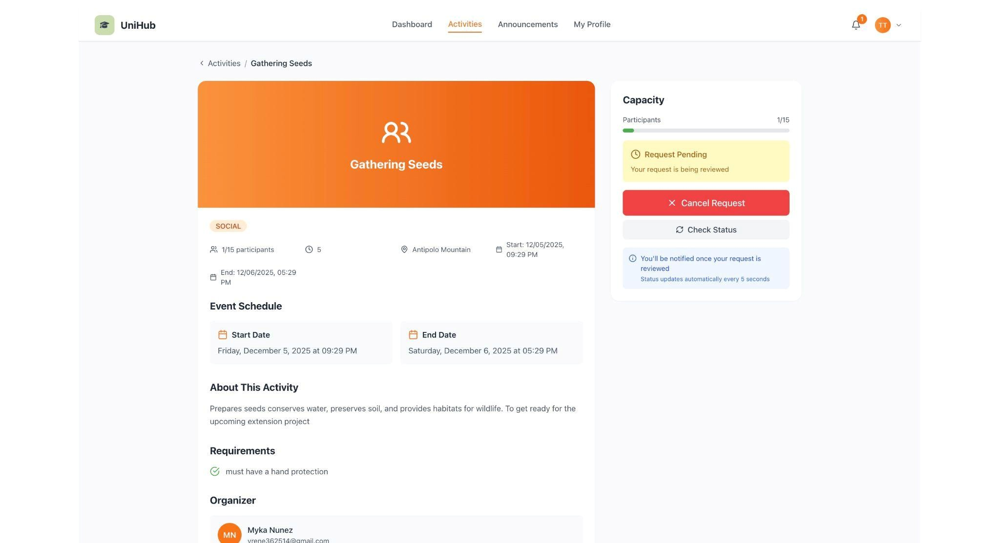 UniHub
Dashboard
Activities
Announcements
My Profile
1
TT
Activities / Gathering Seeds
Gathering Seeds
SOCIAL
1/15 participants
5
Antipolo Mountain
Start: 12/05/2025,
09:29 PM
End: 12/06/2025, 05:29
PM
Event Schedule
Start Date
Friday, December 5, 2025 at 09:29 PM
End Date
Saturday, December 6, 2025 at 05:29 PM
About This Activity
Prepares seeds conserves water, preserves soil, and provides habitats for wildlife. To get ready for the
upcoming extension project
Requirements
must have a hand protection
Organizer
MN
Myka Nunez
vrene362514@gmail.com
Capacity
Participants
1/15
Request Pending
Your request is being reviewed
Cancel Request
Check Status
You'll be notified once your request is
reviewed
Status updates automatically every 5 seconds